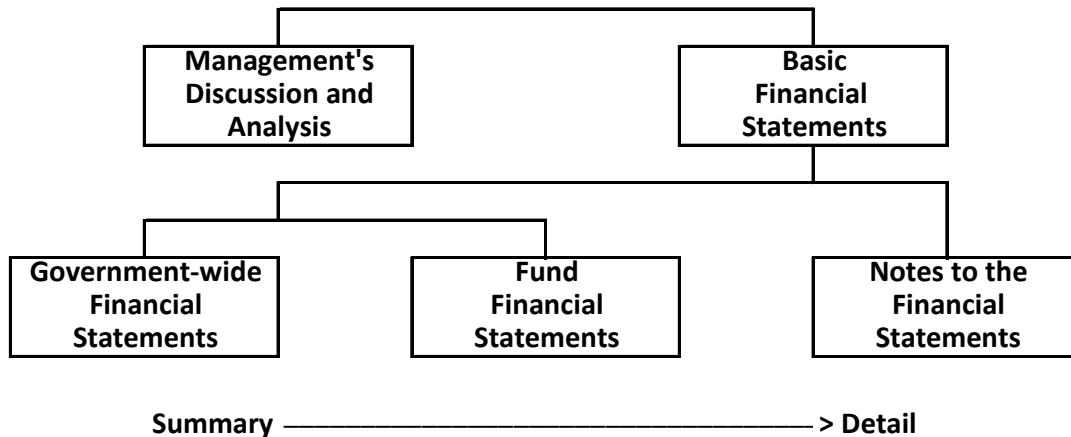 Management's
Discussion and
Analysis
Basic
Financial
Statements
Government-wide
Financial
Statements
Fund
Financial
Statements
Notes to the
Financial
Statements
Summary > Detail